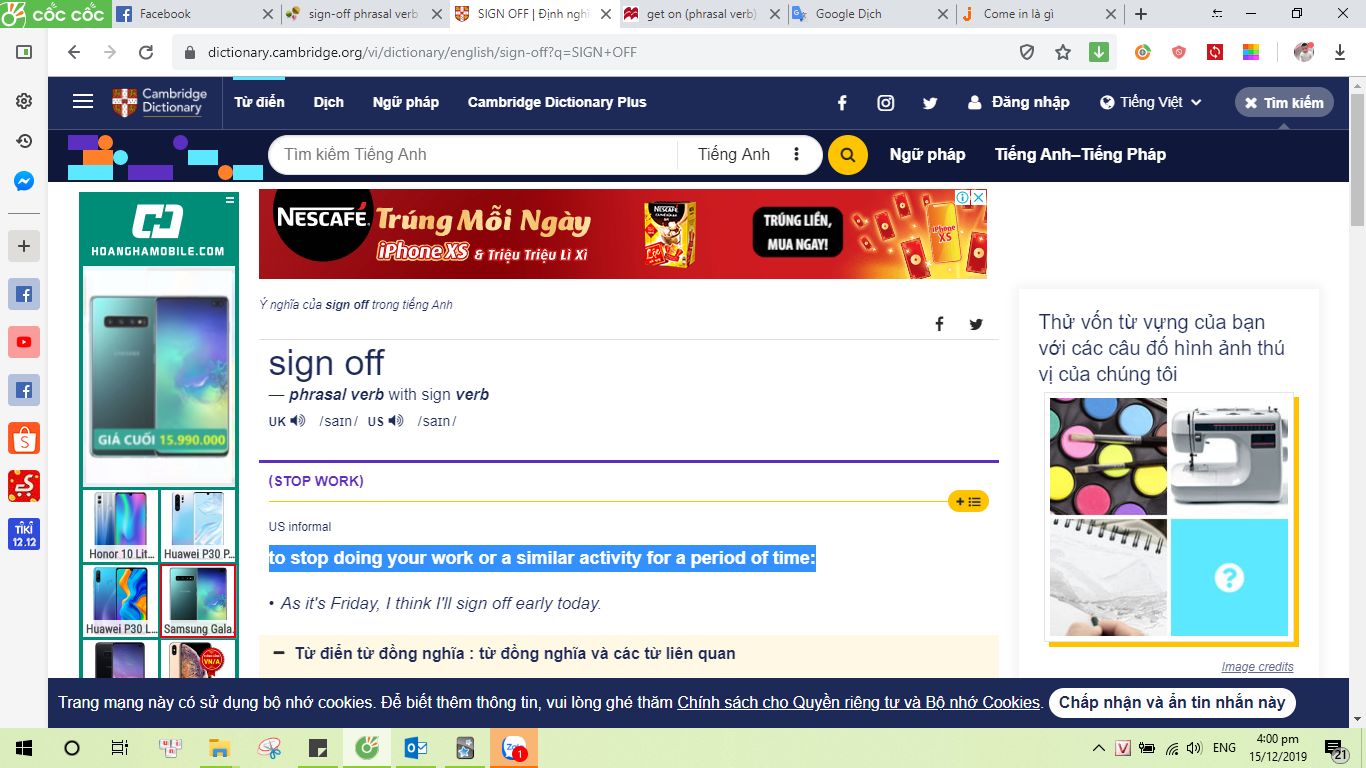 CỐC CỐC
Facebook
sign-off phrasal verb
SIGN OFF | Định ngh
get on (phrasal verb)
Google Dịch
Come in là gì
dictionary.cambridge.org/vi/dictionary/english/sign-off?q=SIGN+OFF
Cambridge
Dictionary
Từ điển
Dịch
Ngữ pháp
Cambridge Dictionary Plus
Đăng nhập
Tiếng Việt
Tìm kiếm
Tìm kiếm Tiếng Anh
Tiếng Anh
Ngữ pháp
Tiếng Anh–Tiếng Pháp
HOANGHAMOBILE.COM
GIÁ CUỐI 15.990.000
Honor 10 Lit...
Huawei P30 P...
Huawei P30 L...
Samsung Gala
NESCAFÉ
Trúng Mỗi Ngày
iPhone XS & Triệu Triệu Lì Xì
TRÚNG LIỀN,
MUA NGAY!
iPhone XS
Ý nghĩa của sign off trong tiếng Anh
sign off
— phrasal verb with sign verb
UK /saɪn/ US /saɪn/
(STOP WORK)
US informal
to stop doing your work or a similar activity for a period of time:
• As it's Friday, I think I'll sign off early today.
Từ điển từ đồng nghĩa : từ đồng nghĩa và các từ liên quan
Thử vốn từ vựng của bạn
với các câu đố hình ảnh thú
vị của chúng tôi
Image credits
TIKI
12.12
Trang mạng này có sử dụng bộ nhớ cookies. Để biết thêm thông tin, vui lòng ghé thăm Chính sách cho Quyền riêng tư và Bộ nhớ Cookies.
Chấp nhận và ẩn tin nhắn này
ENG
4:00 pm
15/12/2019
21